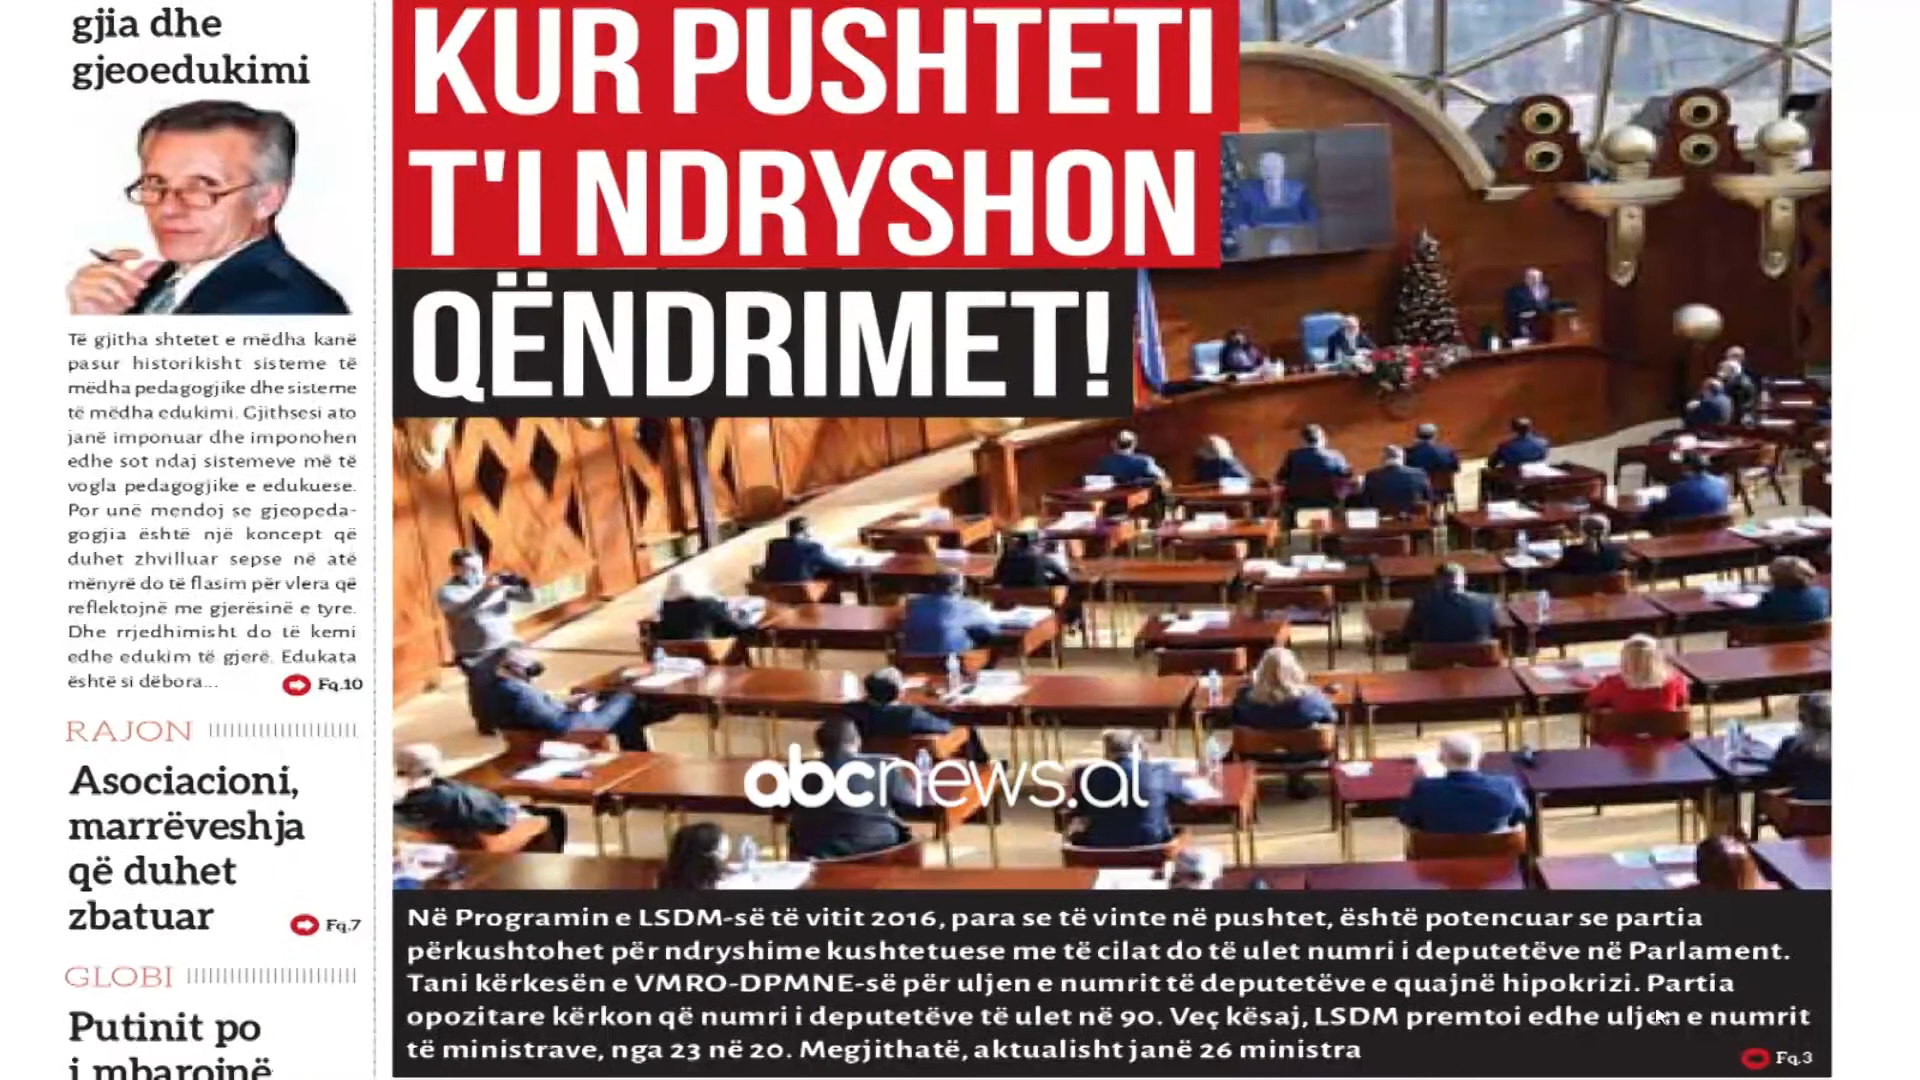 gjia dhe
gjeoedukimi
Të gjitha shtetet e mëdha kanë
pasur historikisht sisteme të
mëdha pedagogjike dhe sisteme
të mëdha edukimi. Gjithsesi ato
janë imponuar dhe imponohen
edhe sot ndaj sistemeve më të
vogla pedagogjike e edukuese.
Por unë mendoj se gjeopeda-
gogjia është një koncept që
duhet zhvilluar sepse në atë
mënyrë do të flasim për vlera që
reflektojnë me gjerësinë e tyre.
Dhe rrjedhimisht do të kemi
edhe edukim të gjerë. Edukata
është si dëbora...
Fq.10
RAJON
Asociacioni,
marrëveshja
që duhet
zbatuar
Fq.7
GLOBI
Putinit po
i mbarojnë
KUR PUSHTETI
T'I NDRYSHON
QËNDRIMET!
abcnews.al
Në Programin e LSDM-së të vitit 2016, para se të vinte në pushtet, është potencuar se partia
përkushtohet për ndryshime kushtetuese me të cilat do të ulet numri i deputetëve në Parlament.
Tani kërkesën e VMRO-DPMNE-së për uljen e numrit të deputetëve e quajnë hipokrizi. Partia
opozitare kërkon që numri i deputetëve të ulet në 90. Veç kësaj, LSDM premtoi edhe uljen e numrit
të ministrave, nga 23 në 20. Megjithatë, aktualisht janë 26 ministra
Fq.3